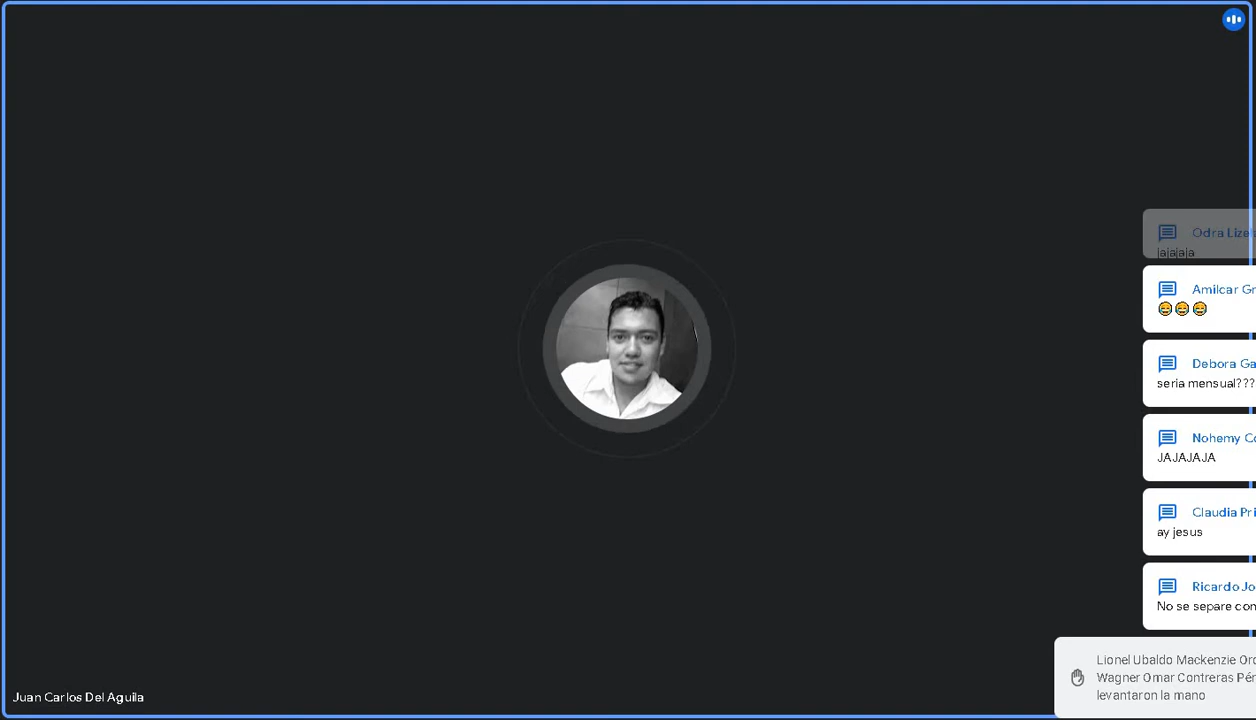 Odra Lize
jajajaja
Amilcar Gr
Debora Ga
seria mensual???
Nohemy Co
JAJAJAJA
Claudia Pri
ay jesus
Ricardo Jo
No se separe con
Lionel Ubaldo Mackenzie Oro
Wagner Omar Contreras Pér
levantaron la mano
Juan Carlos Del Aguila